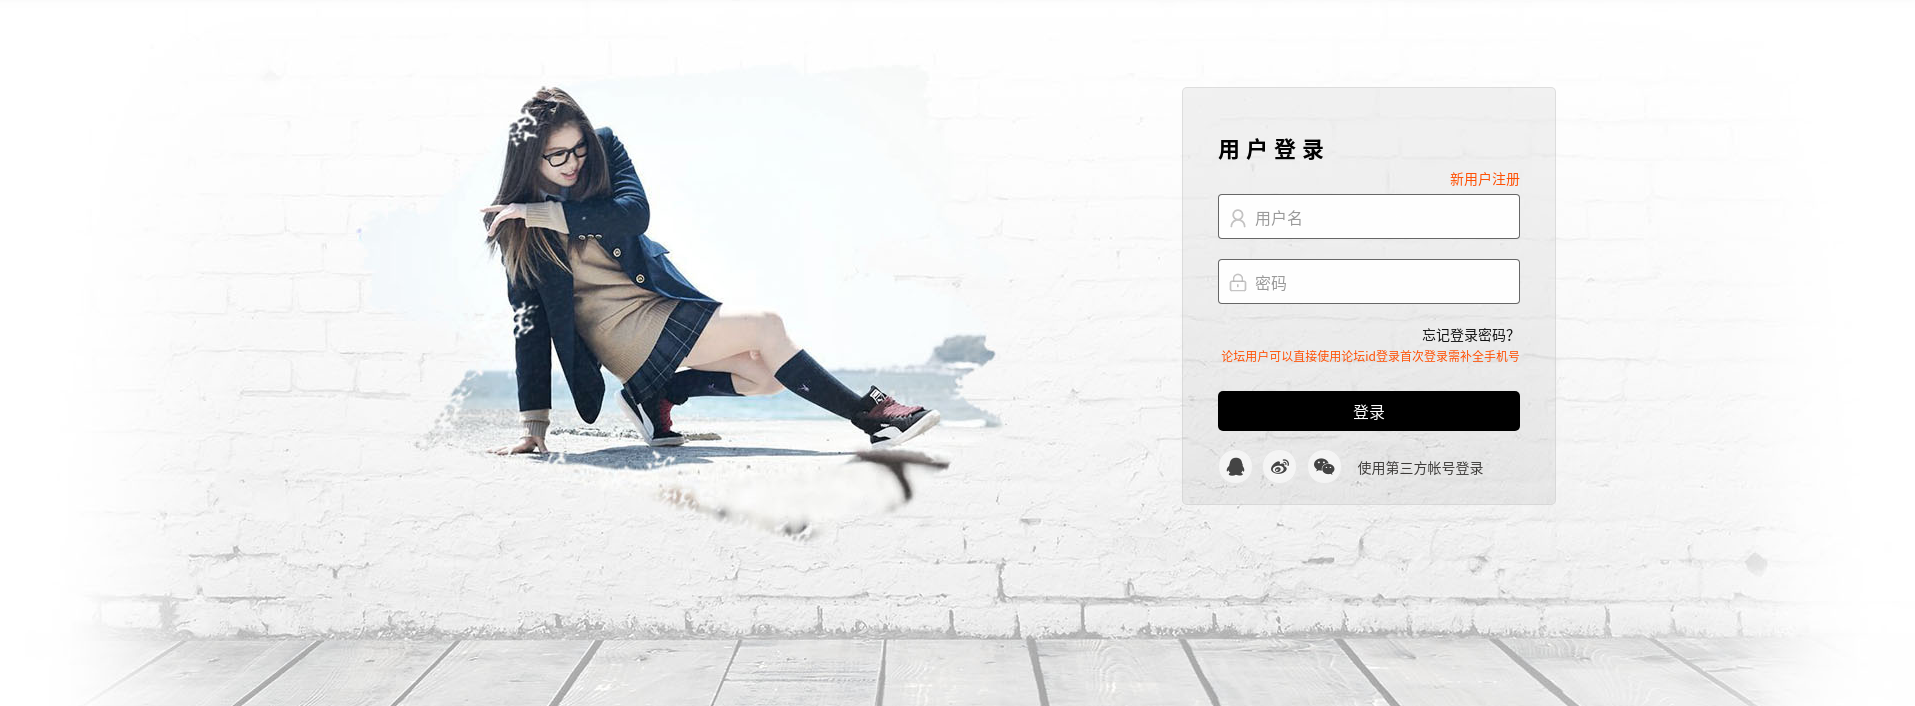 用户登录
新用户注册
用户名
密码
忘记登录密码？
论坛用户可以直接使用论坛id登录首次登录需补全手机号
登录
使用第三方帐号登录